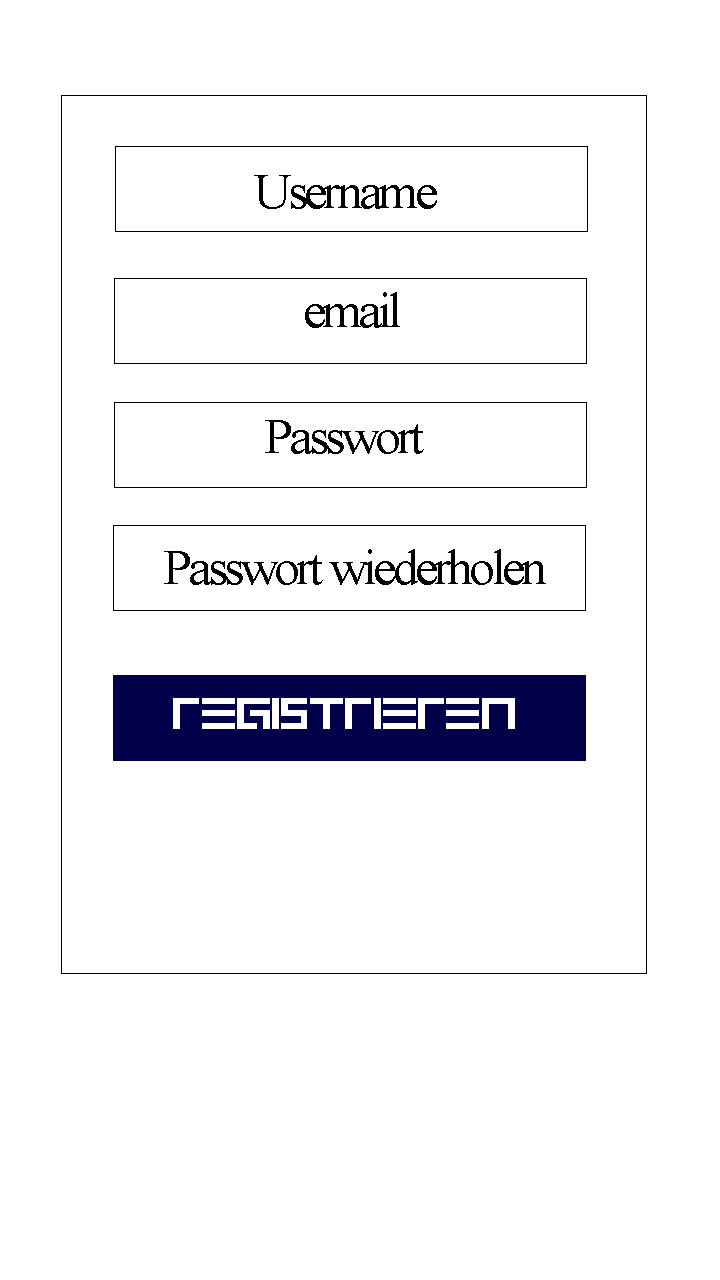 Username
email
Passwort
Passwort wiederholen
REGISTRIEREN